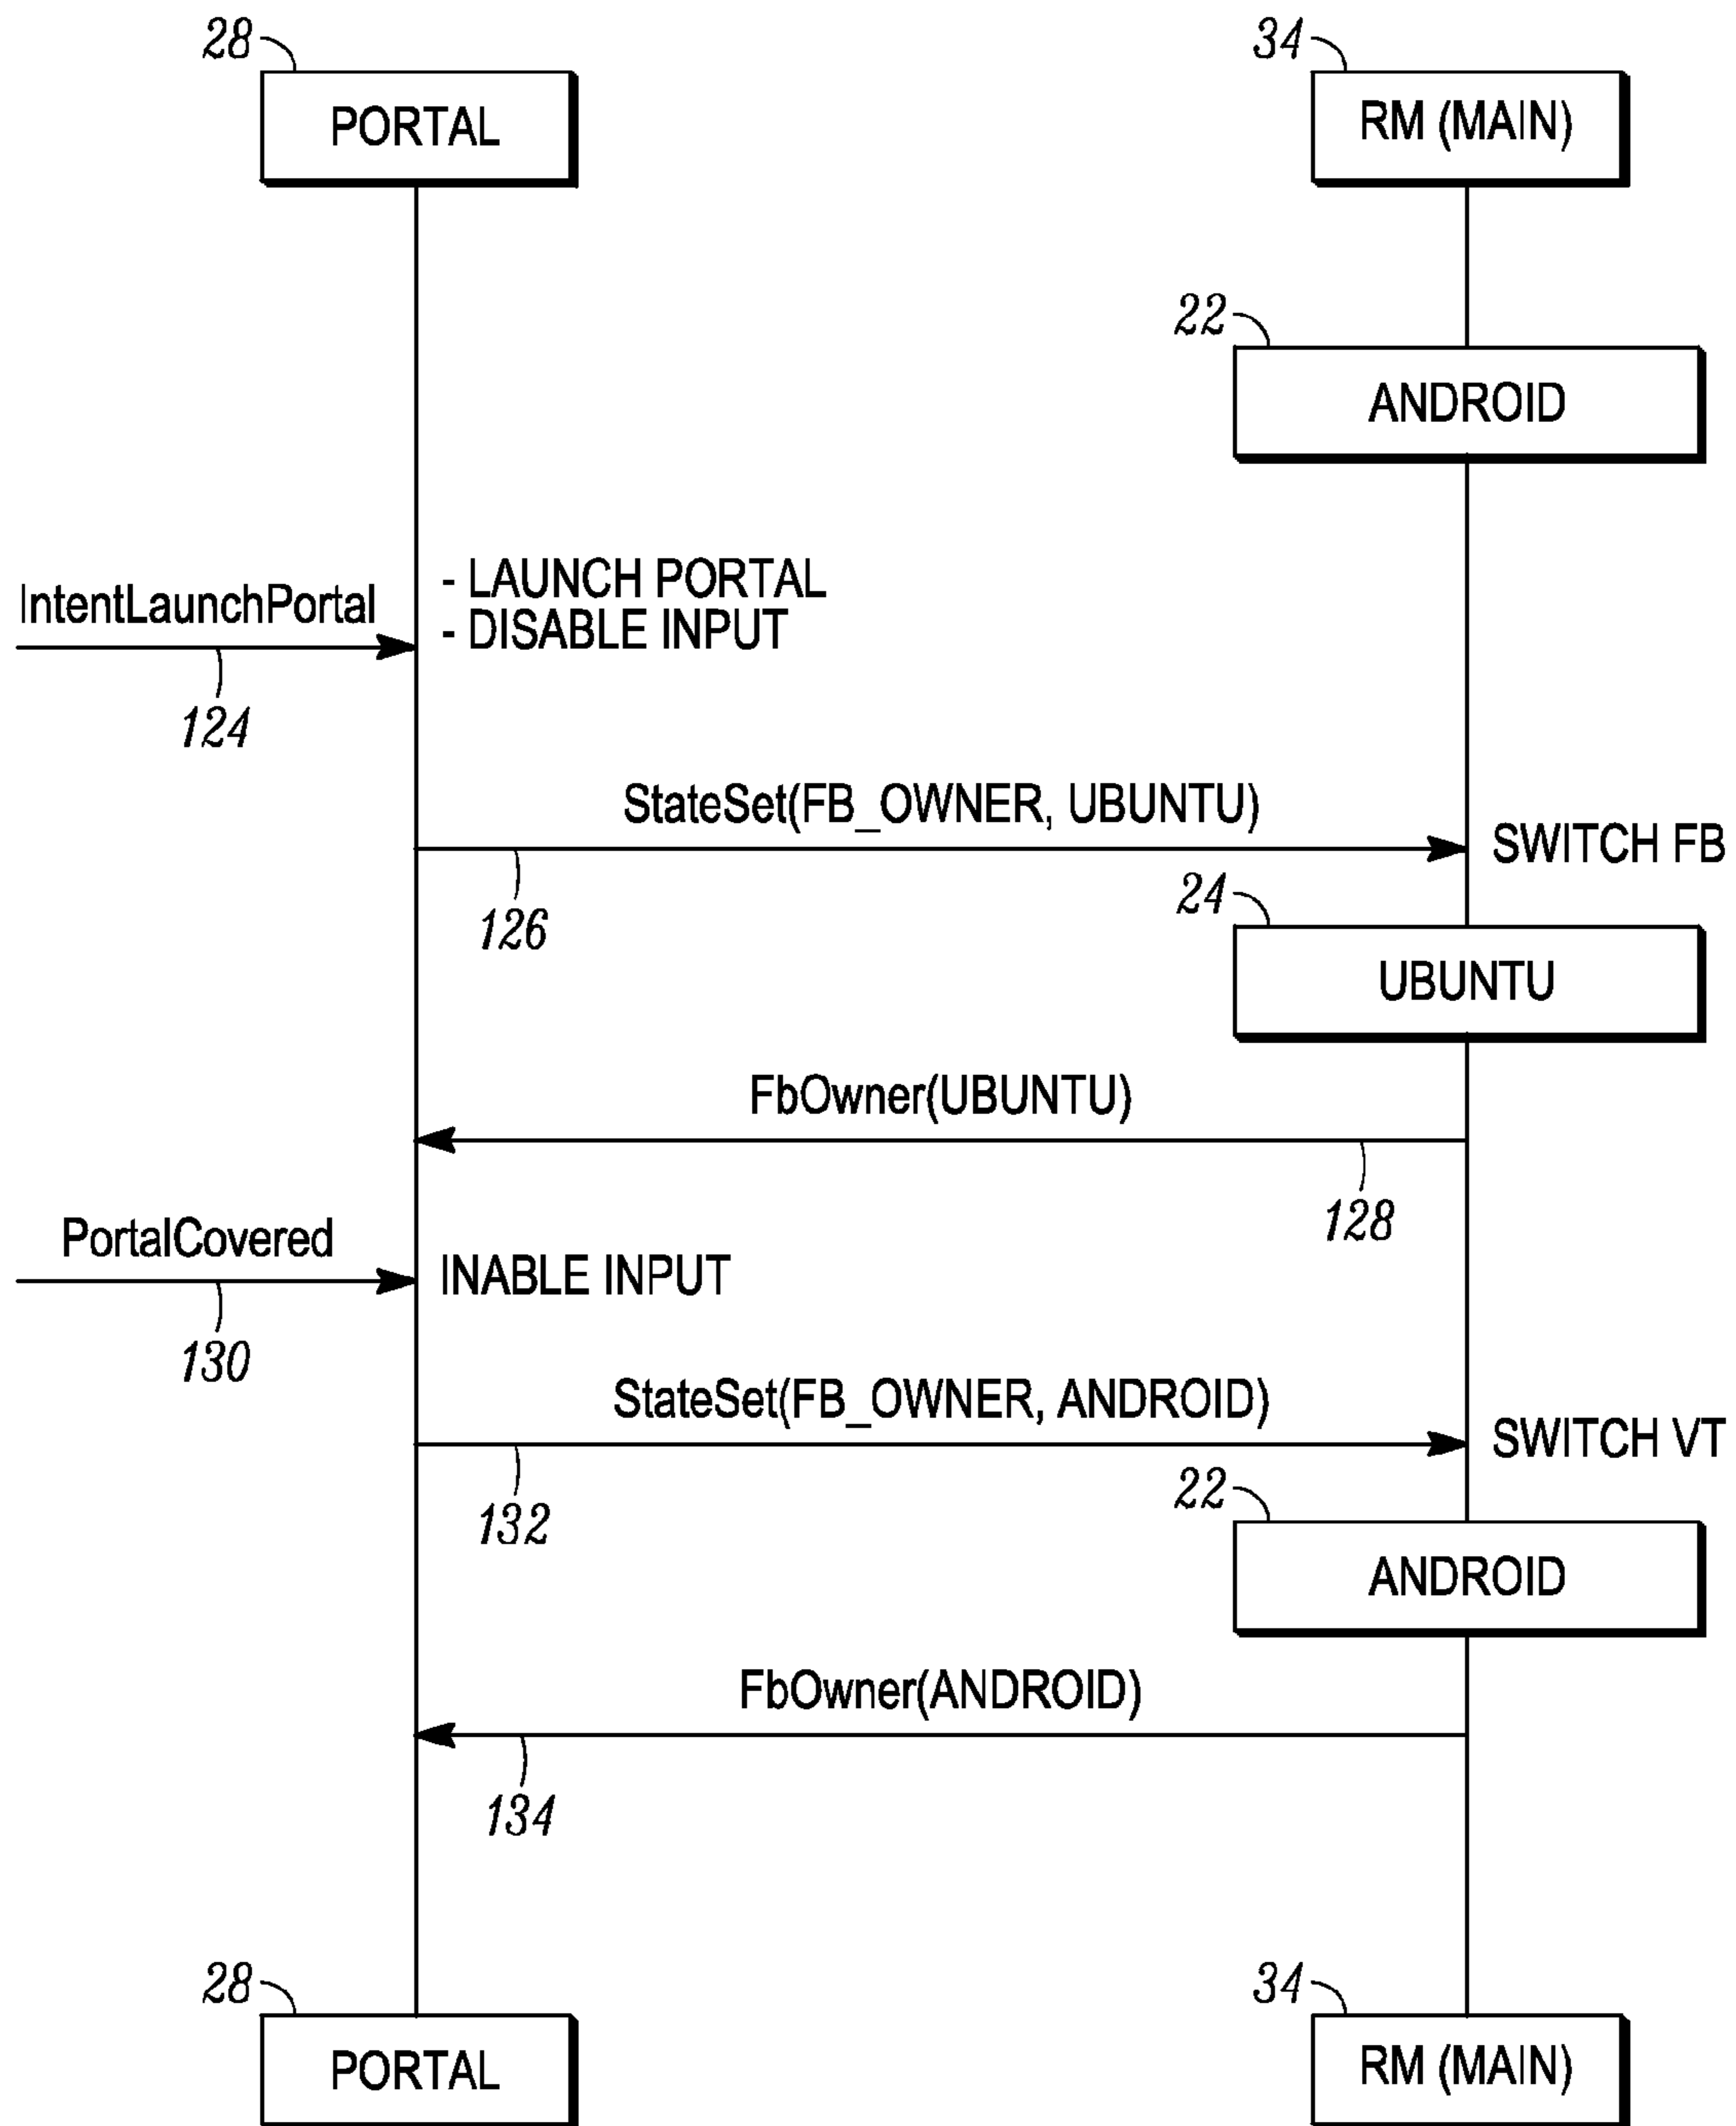 28
34
PORTAL
RM (MAIN)
22
ANDROID
- LAUNCH PORTAL
- DISABLE INPUT
IntentLaunchPortal
124
StateSet(FB_OWNER, UBUNTU)
SWITCH FB
126
24
UBUNTU
FbOwner(UBUNTU)
128
PortalCovered
INABLE INPUT
130
StateSet(FB_OWNER, ANDROID)
SWITCH VT
132
22
ANDROID
FbOwner(ANDROID)
134
28
34
PORTAL
RM (MAIN)